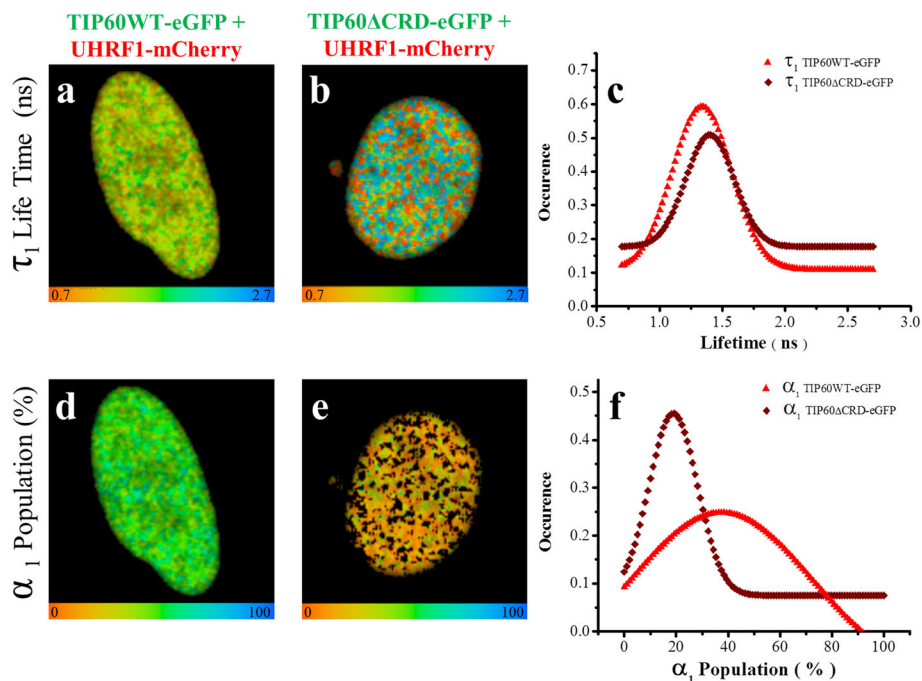 TIP60WT-eGFP +
UHRF1-mCherry
TIP60ΔCRD-eGFP +
UHRF1-mCherry
τ1 Life Time (ns)
a
0.7
2.7
b
0.7
2.7
c
τ1 TIP60WT-eGFP
τ1 TIP60ΔCRD-eGFP
Occurence
0.7
0.6
0.5
0.4
0.3
0.2
0.1
0.0
0.5 1.0 1.5 2.0 2.5 3.0
Lifetime ( ns )
α1 Population (%)
d
0
100
e
0
100
f
α1 TIP60WT-eGFP
α1 TIP60ΔCRD-eGFP
Occurence
0.5
0.4
0.3
0.2
0.1
0.0
0 20 40 60 80 100
α1 Population ( % )